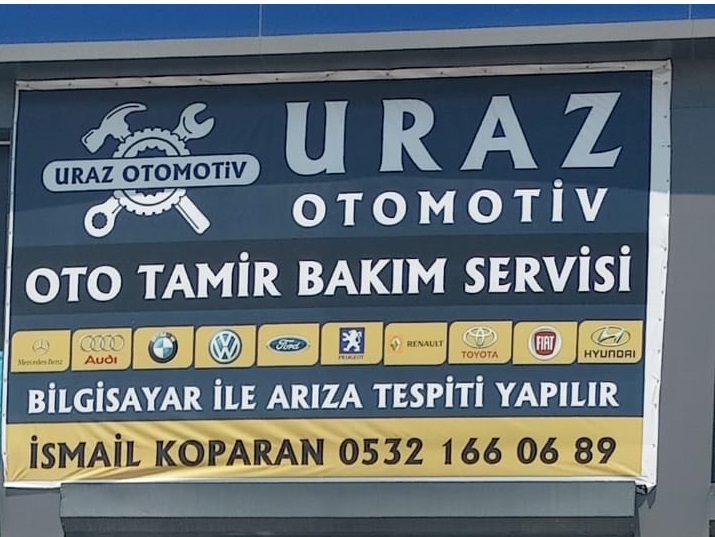 URAZ OTOMOTİV
URAZ
OTOMOTİV
OTO TAMİR BAKIM SERVİSİ
Mercedes-Benz Audi BMW Ford PEUGEOT RENAULT TOYOTA FIAT HYUNDAI
BİLGİSAYAR İLE ARIZA TESPİTİ YAPILIR
İSMAİL KOPARAN 0532 166 06 89